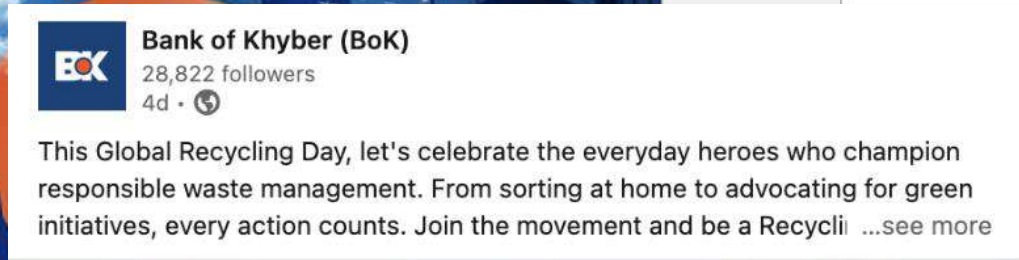 BoK
Bank of Khyber (BoK)
28,822 followers
4d •
This Global Recycling Day, let's celebrate the everyday heroes who champion
responsible waste management. From sorting at home to advocating for green
initiatives, every action counts. Join the movement and be a Recycli ...see more